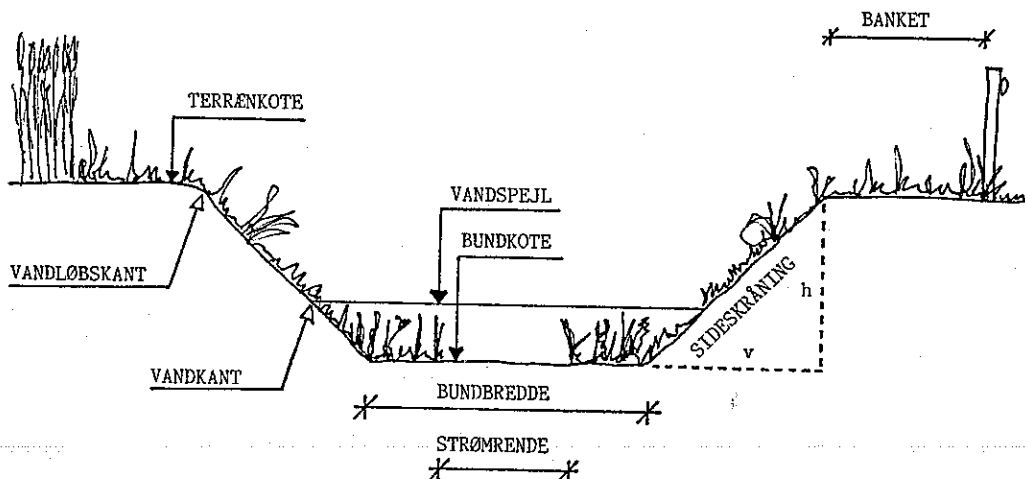 BANKET
TERRÆNKOTE
VANDSPEJL
BUNDKOTE
VANDLØBSKANT
SIDESKRÅNING
h
v
VANDKANT
BUNDBREDDE
STRØMRENDE